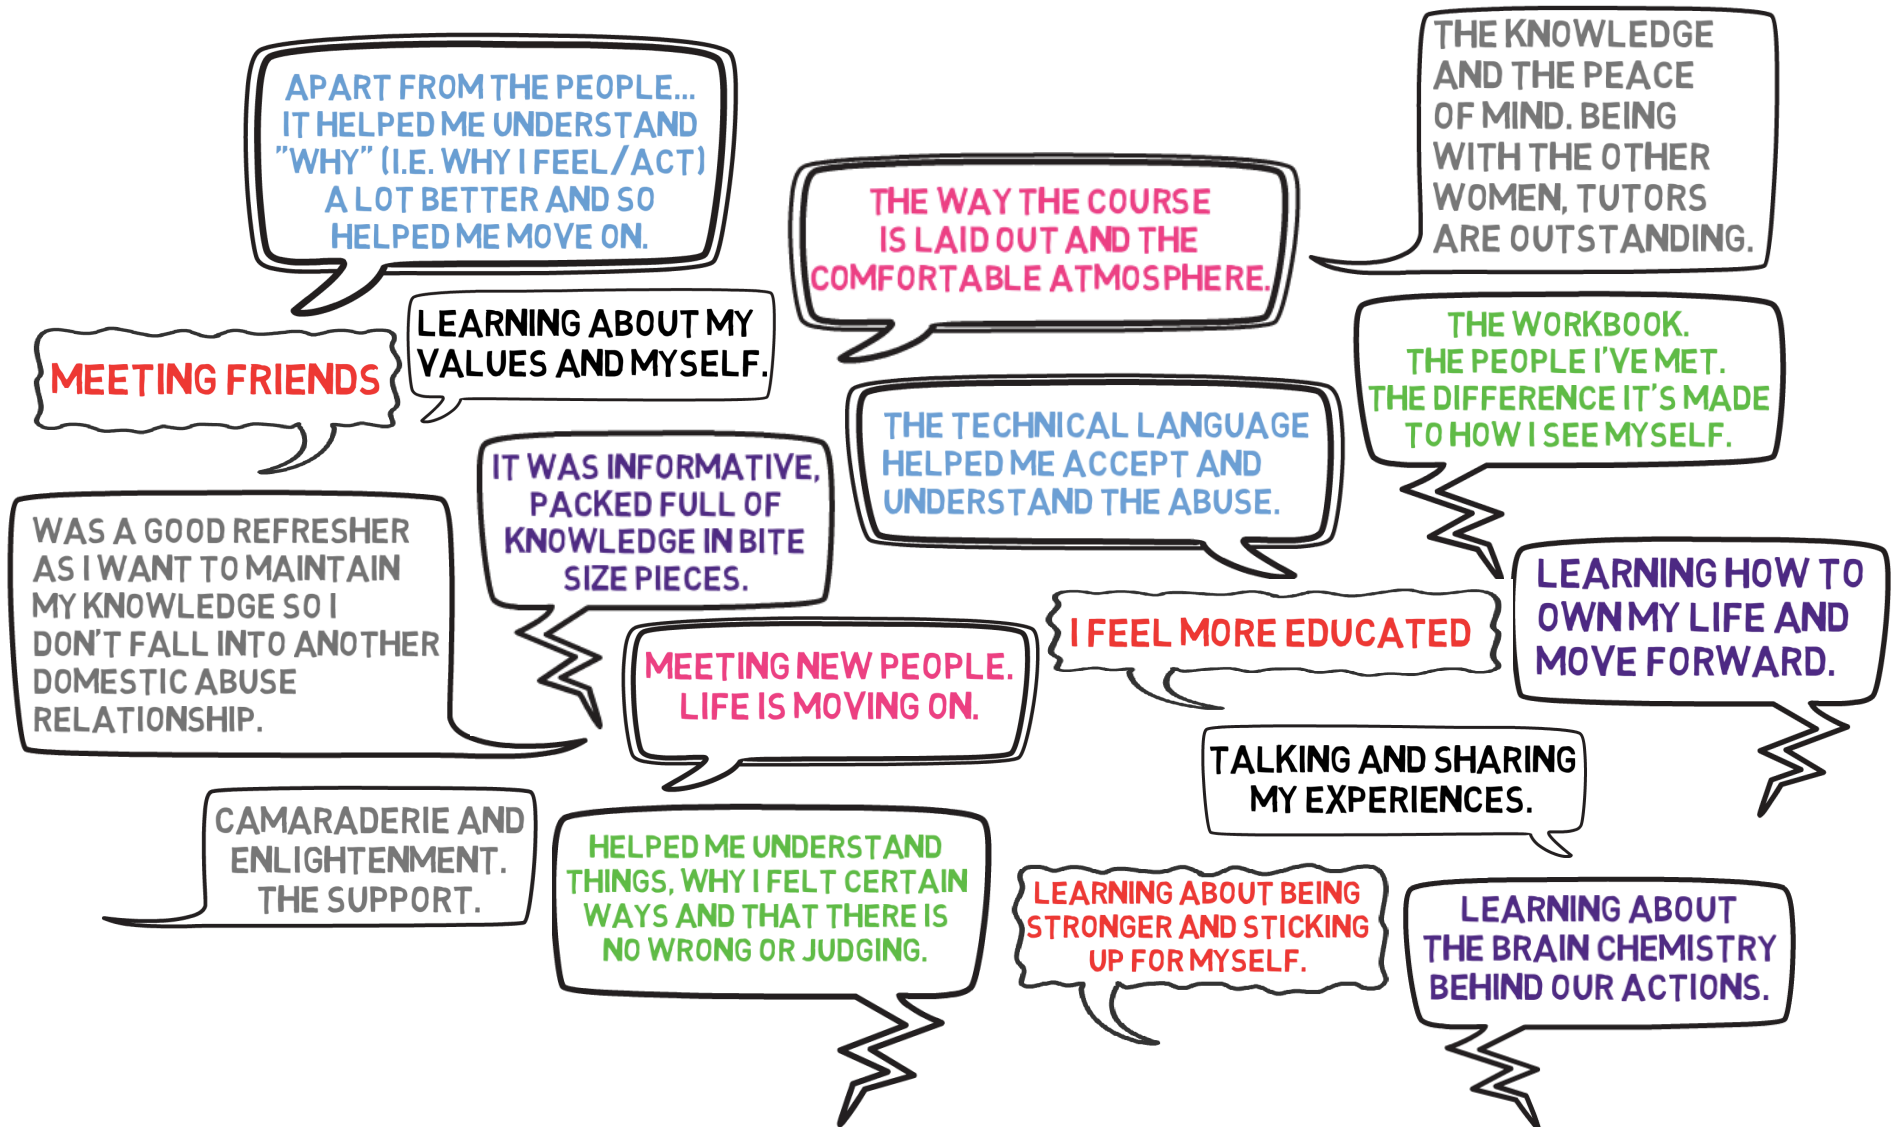 APART FROM THE PEOPLE...
IT HELPED ME UNDERSTAND
"WHY" (I.E. WHY I FEEL/ACT)
A LOT BETTER AND SO
HELPED ME MOVE ON.
THE WAY THE COURSE
IS LAID OUT AND THE
COMFORTABLE ATMOSPHERE.
THE KNOWLEDGE
AND THE PEACE
OF MIND. BEING
WITH THE OTHER
WOMEN, TUTORS
ARE OUTSTANDING.
MEETING FRIENDS
LEARNING ABOUT MY
VALUES AND MYSELF.
THE WORKBOOK.
THE PEOPLE I'VE MET.
THE DIFFERENCE IT'S MADE
TO HOW I SEE MYSELF.
THE TECHNICAL LANGUAGE
HELPED ME ACCEPT AND
UNDERSTAND THE ABUSE.
IT WAS INFORMATIVE,
PACKED FULL OF
KNOWLEDGE IN BITE
SIZE PIECES.
WAS A GOOD REFRESHER
AS I WANT TO MAINTAIN
MY KNOWLEDGE SO I
DON'T FALL INTO ANOTHER
DOMESTIC ABUSE
RELATIONSHIP.
MEETING NEW PEOPLE.
LIFE IS MOVING ON.
I FEEL MORE EDUCATED
LEARNING HOW TO
OWN MY LIFE AND
MOVE FORWARD.
TALKING AND SHARING
MY EXPERIENCES.
CAMARADERIE AND
ENLIGHTENMENT.
THE SUPPORT.
HELPED ME UNDERSTAND
THINGS, WHY I FELT CERTAIN
WAYS AND THAT THERE IS
NO WRONG OR JUDGING.
LEARNING ABOUT BEING
STRONGER AND STICKING
UP FOR MYSELF.
LEARNING ABOUT
THE BRAIN CHEMISTRY
BEHIND OUR ACTIONS.